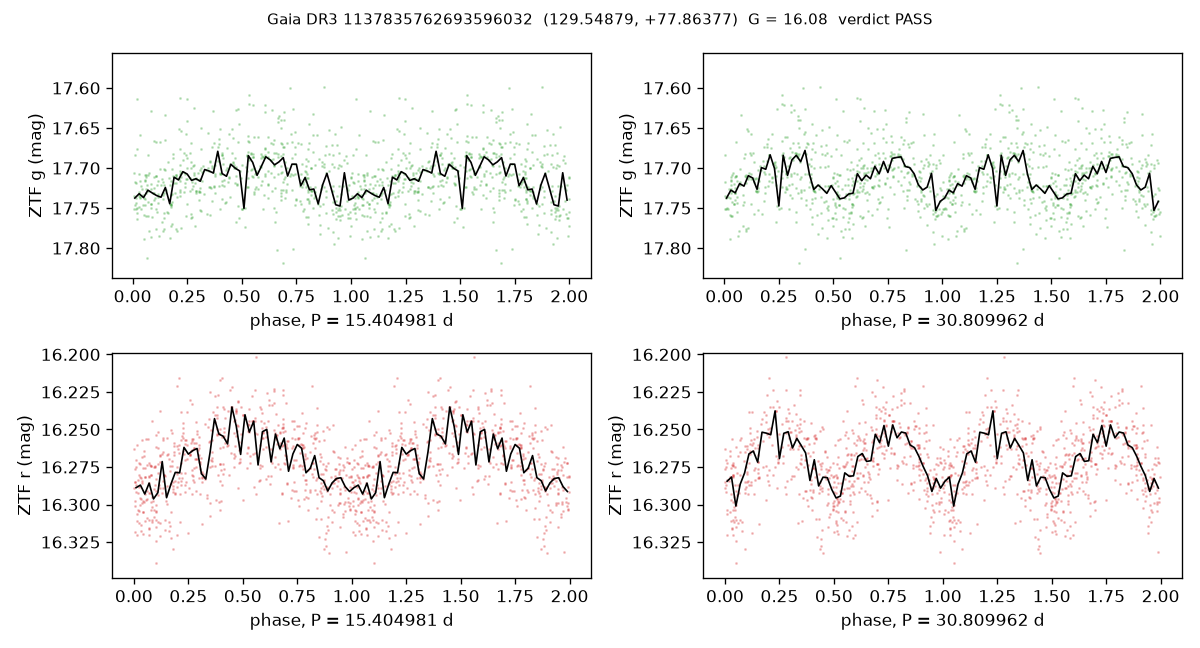 Gaia DR3 1137835762693596032  (129.54879, +77.86377)  G = 16.08  verdict PASS
ZTF g (mag)
17.60
17.65
17.70
17.75
17.80
0.00 0.25 0.50 0.75 1.00 1.25 1.50 1.75 2.00
phase, P = 15.404981 d
ZTF g (mag)
17.60
17.65
17.70
17.75
17.80
0.00 0.25 0.50 0.75 1.00 1.25 1.50 1.75 2.00
phase, P = 30.809962 d
ZTF r (mag)
16.200
16.225
16.250
16.275
16.300
16.325
0.00 0.25 0.50 0.75 1.00 1.25 1.50 1.75 2.00
phase, P = 15.404981 d
ZTF r (mag)
16.200
16.225
16.250
16.275
16.300
16.325
0.00 0.25 0.50 0.75 1.00 1.25 1.50 1.75 2.00
phase, P = 30.809962 d